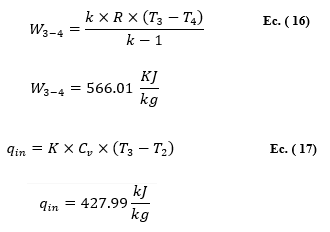 W₃₋₄ = k × R × (T₃ − T₄) / k − 1 Ec. ( 16)
W₃₋₄ = 566.01 KJ / kg
qᵢₙ = K × Cᵥ × (T₃ − T₂) Ec. ( 17)
qᵢₙ = 427.99 kJ / kg